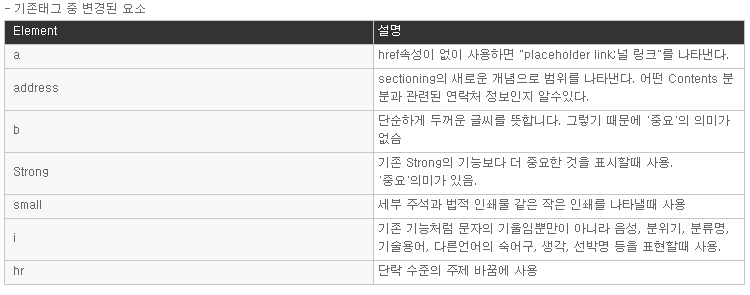 - 기존태그 중 변경된 요소
Element 설명
a href속성이 없이 사용하면 "placeholder link;널 링크"를 나타낸다.
address sectioning의 새로운 개념으로 범위를 나타낸다. 어떤 Contents 분
분과 관련된 연락처 정보인지 알수있다.
b 단순하게 두꺼운 글씨를 뜻합니다. 그렇기 때문에 '중요'의 의미가
없슴
Strong 기존 Strong의 기능보다 더 중요한 것을 표시할때 사용.
'중요'의미가 있음.
small 세부 주석과 법적 인쇄물 같은 작은 인쇄를 나타낼때 사용
i 기존 기능처럼 문자의 기울임뿐만이 아니라 음성, 분위기, 분류명,
기술용어, 다른언어의 숙어구, 생각, 선박명 등을 표현할때 사용.
hr 단락 수준의 주제 바꿈에 사용